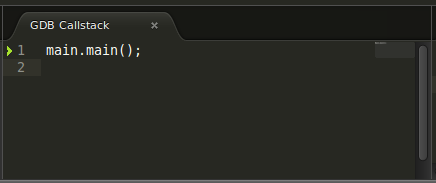 GDB Callstack ×
1 main.main();
2